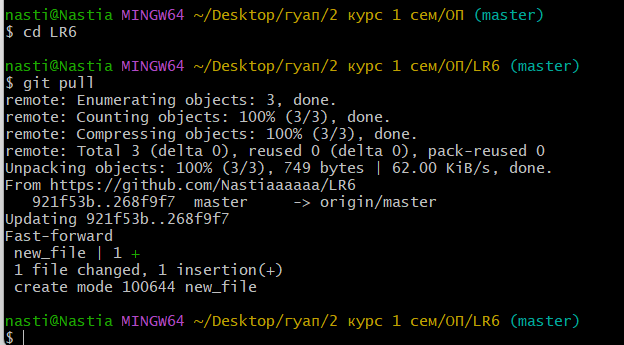 nasti@Nastia MINGW64 ~/Desktop/гуап/2 курс 1 сем/ОП (master)
$ cd LR6
nasti@Nastia MINGW64 ~/Desktop/гуап/2 курс 1 сем/ОП/LR6 (master)
$ git pull
remote: Enumerating objects: 3, done.
remote: Counting objects: 100% (3/3), done.
remote: Compressing objects: 100% (3/3), done.
remote: Total 3 (delta 0), reused 0 (delta 0), pack-reused 0
Unpacking objects: 100% (3/3), 749 bytes | 62.00 KiB/s, done.
From https://github.com/Nastiaaaaaa/LR6
   921f53b..268f9f7  master     -> origin/master
Updating 921f53b..268f9f7
Fast-forward
 new_file | 1 +
 1 file changed, 1 insertion(+)
 create mode 100644 new_file
nasti@Nastia MINGW64 ~/Desktop/гуап/2 курс 1 сем/ОП/LR6 (master)
$